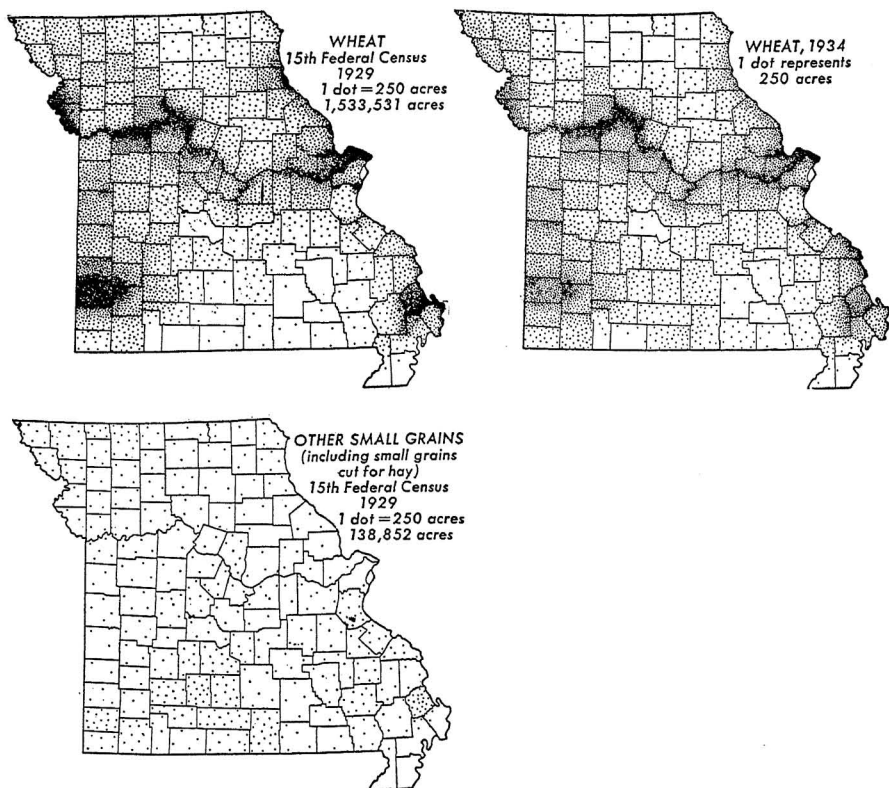 WHEAT
15th Federal Census
1929
1 dot = 250 acres
1,533,531 acres
WHEAT, 1934
1 dot represents
250 acres
OTHER SMALL GRAINS
(including small grains
cut for hay)
15th Federal Census
1929
1 dot = 250 acres
138,852 acres